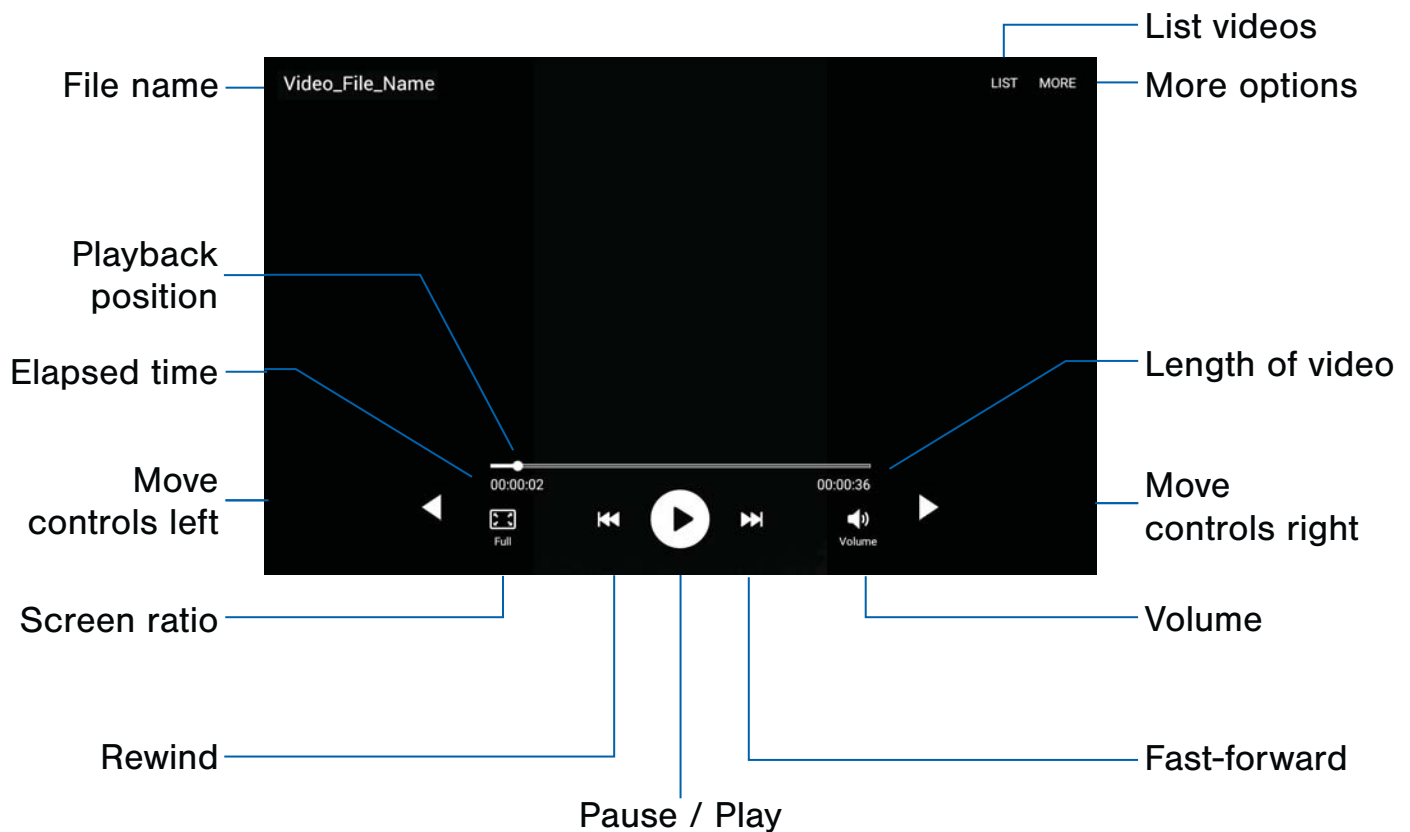 List videos
File name
Video_File_Name
LIST MORE
More options
Playback
position
Elapsed time
Length of video
00:00:02
00:00:36
Move
controls left
Move
controls right
Full
Volume
Screen ratio
Volume
Rewind
Fast-forward
Pause / Play